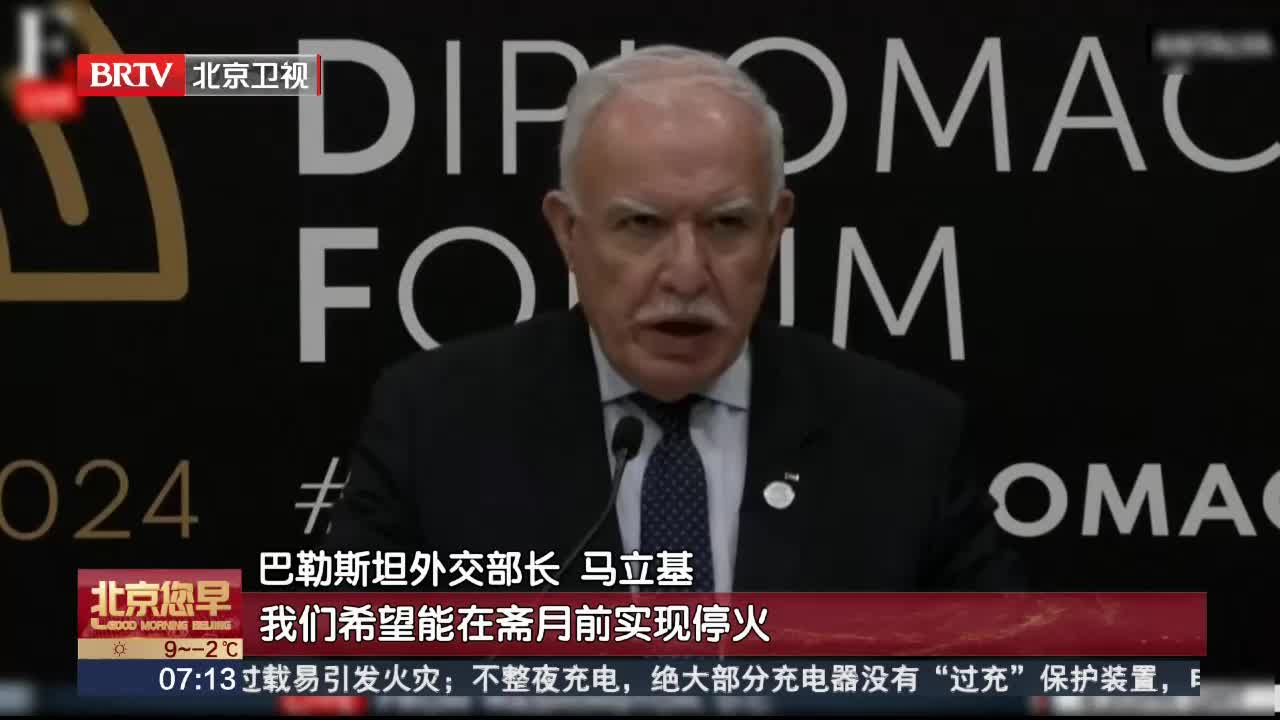 BRTV 北京卫视
DIPLOMAC
FORUM
2024
#
OMAC
巴勒斯坦外交部长 马立基
北京您早
GOOD MORNING BEIJING
我们希望能在斋月前实现停火
9~-2℃
07:13
过载易引发火灾；不整夜充电，绝大部分充电器没有“过充”保护装置，